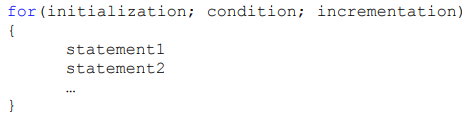 for(initialization; condition; incrementation)
{
statement1
statement2
…
}